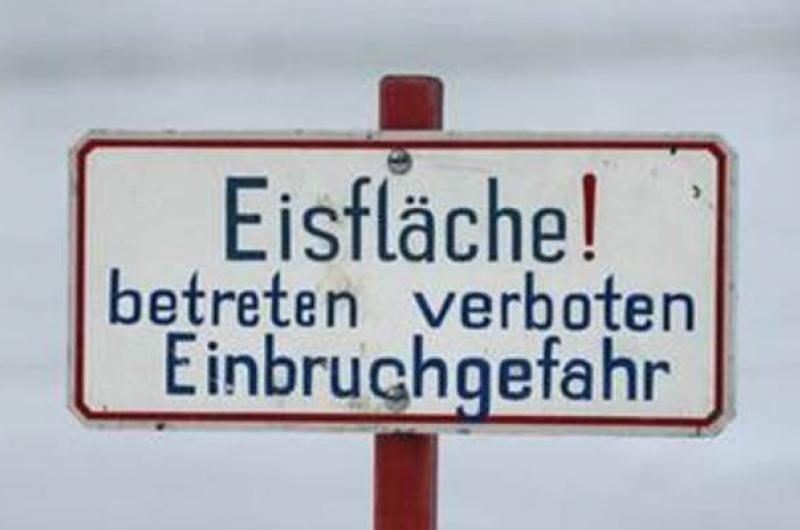 Eisfläche!
betreten verboten
Einbruchgefahr